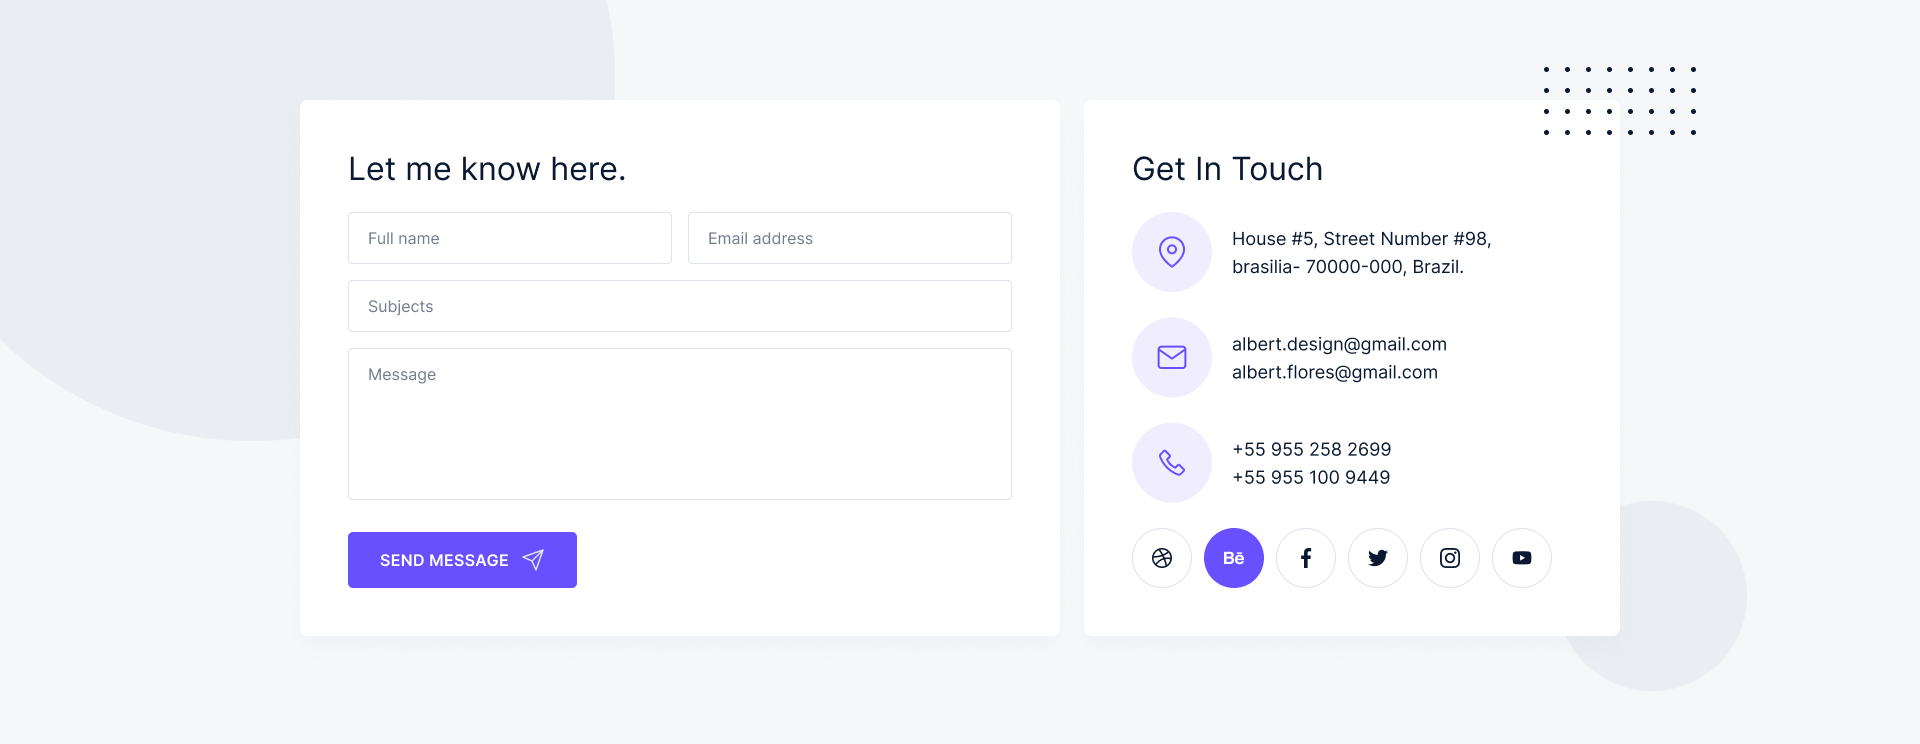 Let me know here.
Full name
Email address
Subjects
Message
SEND MESSAGE
Get In Touch
House #5, Street Number #98,
brasilia- 70000-000, Brazil.
albert.design@gmail.com
albert.flores@gmail.com
+55 955 258 2699
+55 955 100 9449
Bē